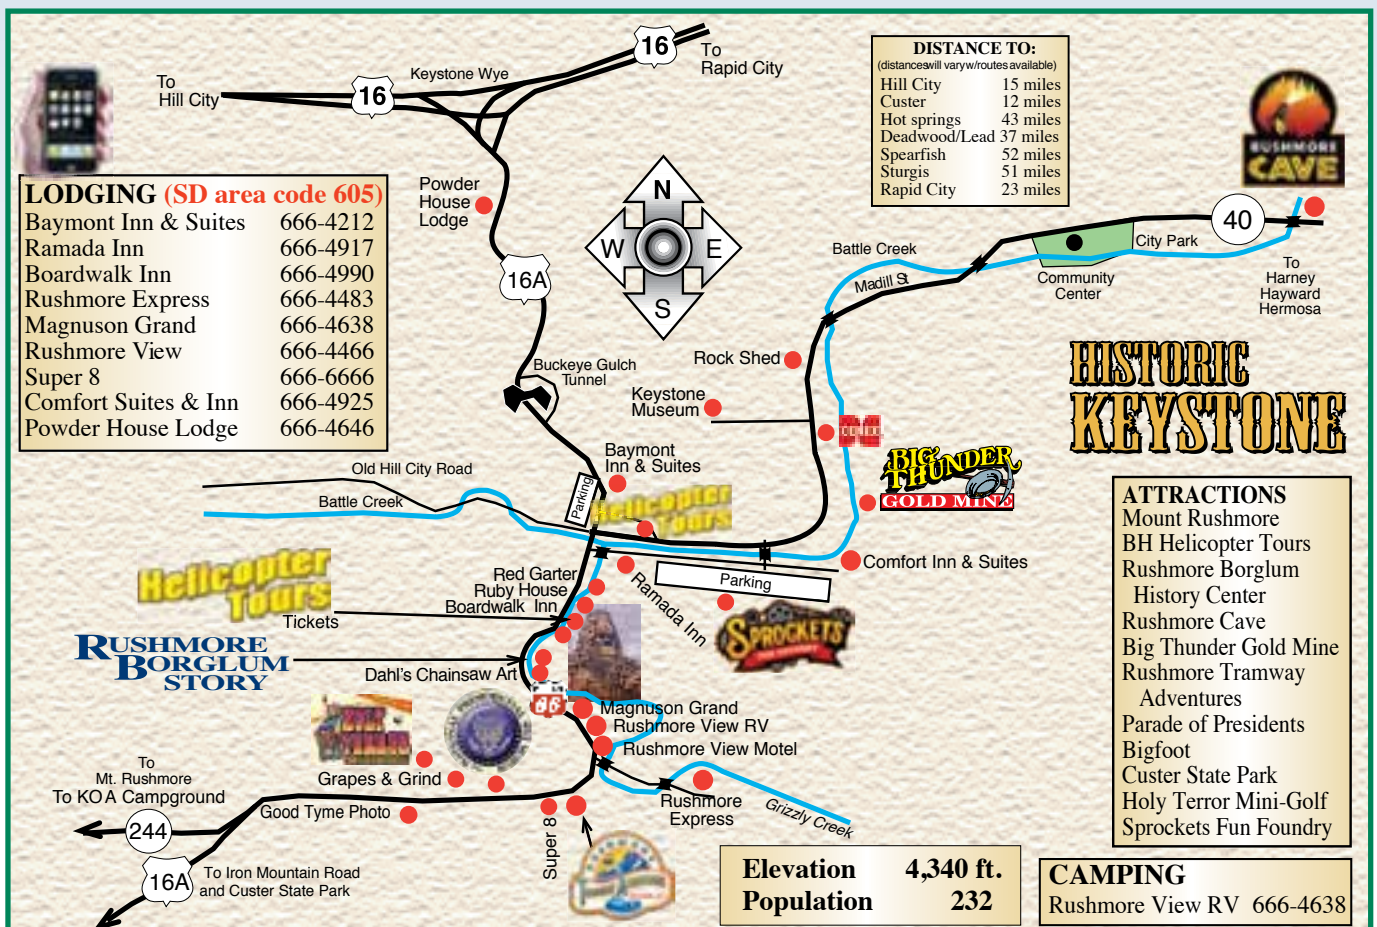 To
Hill City
16
Keystone Wye
16
To
Rapid City
DISTANCE TO:
(distanceswill varyw/routes available)
Hill City 15 miles
Custer 12 miles
Hot springs 43 miles
Deadwood/Lead 37 miles
Spearfish 52 miles
Sturgis 51 miles
Rapid City 23 miles
RUSHMORE
CAVE
LODGING (SD area code 605)
Baymont Inn & Suites 666-4212
Ramada Inn 666-4917
Boardwalk Inn 666-4990
Rushmore Express 666-4483
Magnuson Grand 666-4638
Rushmore View 666-4466
Super 8 666-6666
Comfort Suites & Inn 666-4925
Powder House Lodge 666-4646
Powder
House
Lodge
N
W E
S
16A
40
Battle Creek
Madill St
City Park
Community
Center
To
Harney
Hayward
Hermosa
Rock Shed
Buckeye Gulch
Tunnel
Keystone
Museum
HISTORIC
KEYSTONE
Baymont
Inn & Suites
BIG
THUNDER
GOLD MINE
Old Hill City Road
Battle Creek
Parking
Helicopter
Tours
Comfort Inn & Suites
Parking
Ramada Inn
SPROCKETS
Helicopter
Tours
Tickets
Red Garter
Ruby House
Boardwalk Inn
RUSHMORE
BORGLUM
STORY
Dahl's Chainsaw Art
66
Magnuson Grand
Rushmore View RV
Rushmore View Motel
Grapes & Grind
Good Tyme Photo
To
Mt. Rushmore
To KOA Campground
244
16A
To Iron Mountain Road
and Custer State Park
Super 8
Rushmore
Express
Grizzly Creek
ATTRACTIONS
Mount Rushmore
BH Helicopter Tours
Rushmore Borglum
History Center
Rushmore Cave
Big Thunder Gold Mine
Rushmore Tramway
Adventures
Parade of Presidents
Bigfoot
Custer State Park
Holy Terror Mini-Golf
Sprockets Fun Foundry
Elevation 4,340 ft.
Population 232
CAMPING
Rushmore View RV 666-4638